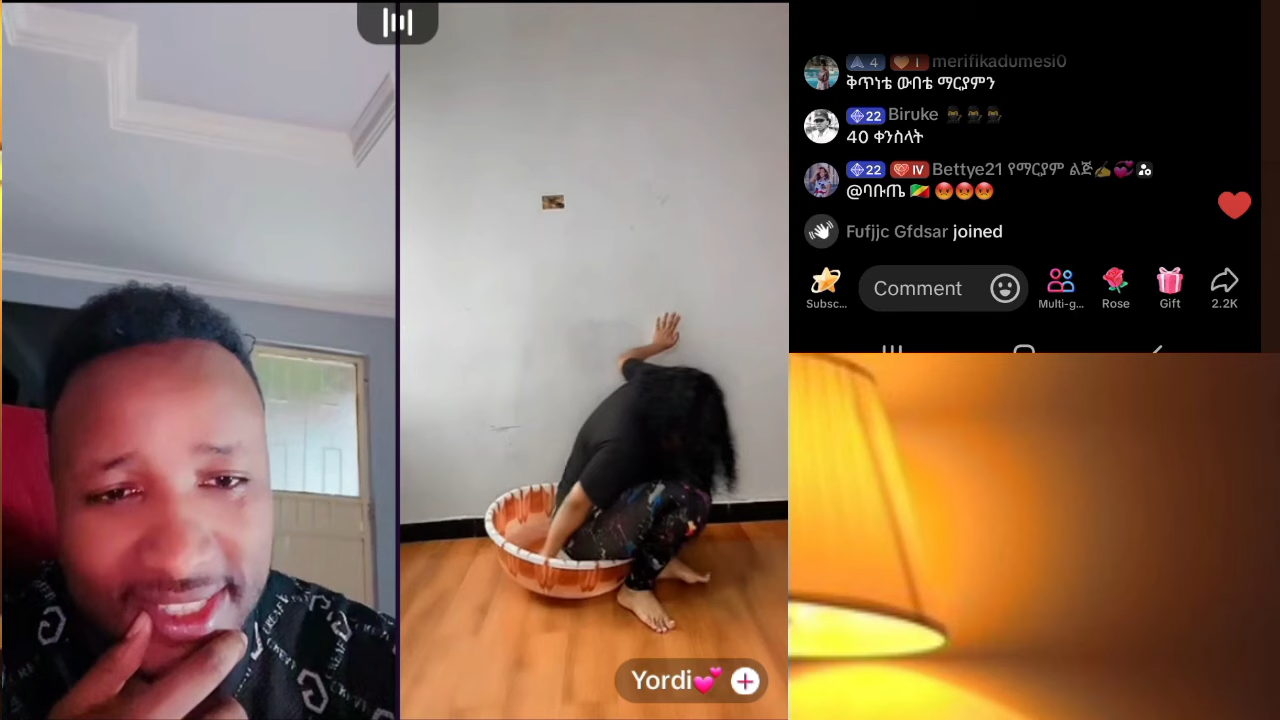 4 I merifikadumesi0
ቅጥነቴ ውበቴ ማርያምን
22 Biruke
40 ቀንስላት
22 IV Bettye21 የማርያም ልጅ✍💞
@ባቡጤ 🇨🇬 😡😡😡
Fufjjc Gfdsar joined
Subsc...
Comment
Multi-g...
Rose
Gift
2.2K
Yordi💕